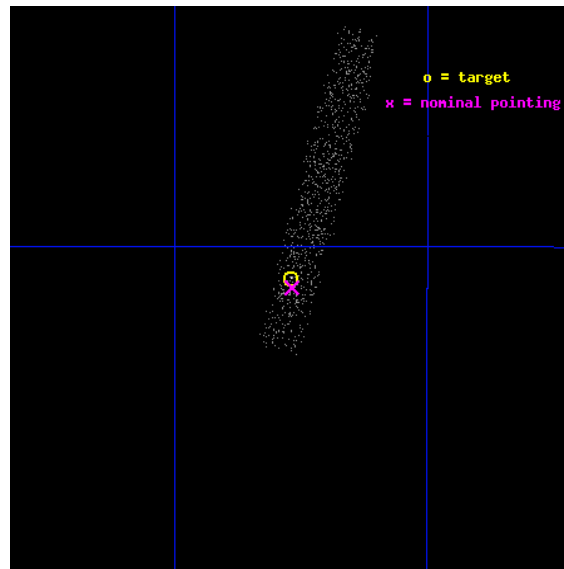 o = target
x = nominal pointing